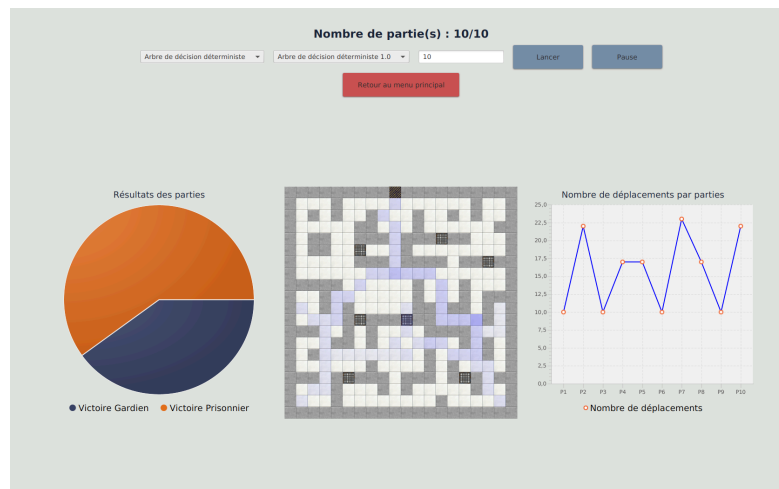 Nombre de partie(s) : 10/10
Arbre de décision déterministe
Arbre de décision déterministe 1.0
10
Lancer
Pause
Retour au menu principal
Résultats des parties
Victoire Gardien
Victoire Prisonnier
Nombre de déplacements par parties
25,0
22,5
20,0
17,5
15,0
12,5
10,0
7,5
5,0
2,5
0,0
P1 P2 P3 P4 P5 P6 P7 P8 P9 P10
Nombre de déplacements